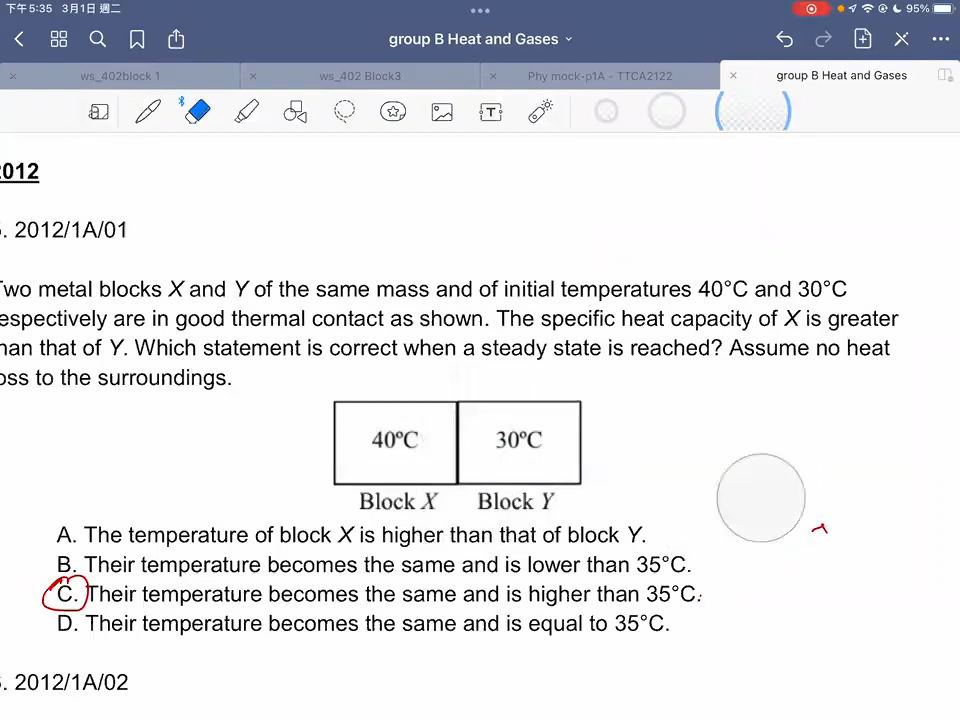 下午5:35 3月1日 週二
95%
group B Heat and Gases
ws_402block 1
ws_402 Block3
Phy mock-p1A - TTCA2122
group B Heat and Gases
T
2012
. 2012/1A/01
Two metal blocks X and Y of the same mass and of initial temperatures 40°C and 30°C
espectively are in good thermal contact as shown. The specific heat capacity of X is greater
han that of Y. Which statement is correct when a steady state is reached? Assume no heat
oss to the surroundings.
40°C 30°C
Block X Block Y
A. The temperature of block X is higher than that of block Y.
B. Their temperature becomes the same and is lower than 35°C.
C. Their temperature becomes the same and is higher than 35°C.
D. Their temperature becomes the same and is equal to 35°C.
. 2012/1A/02